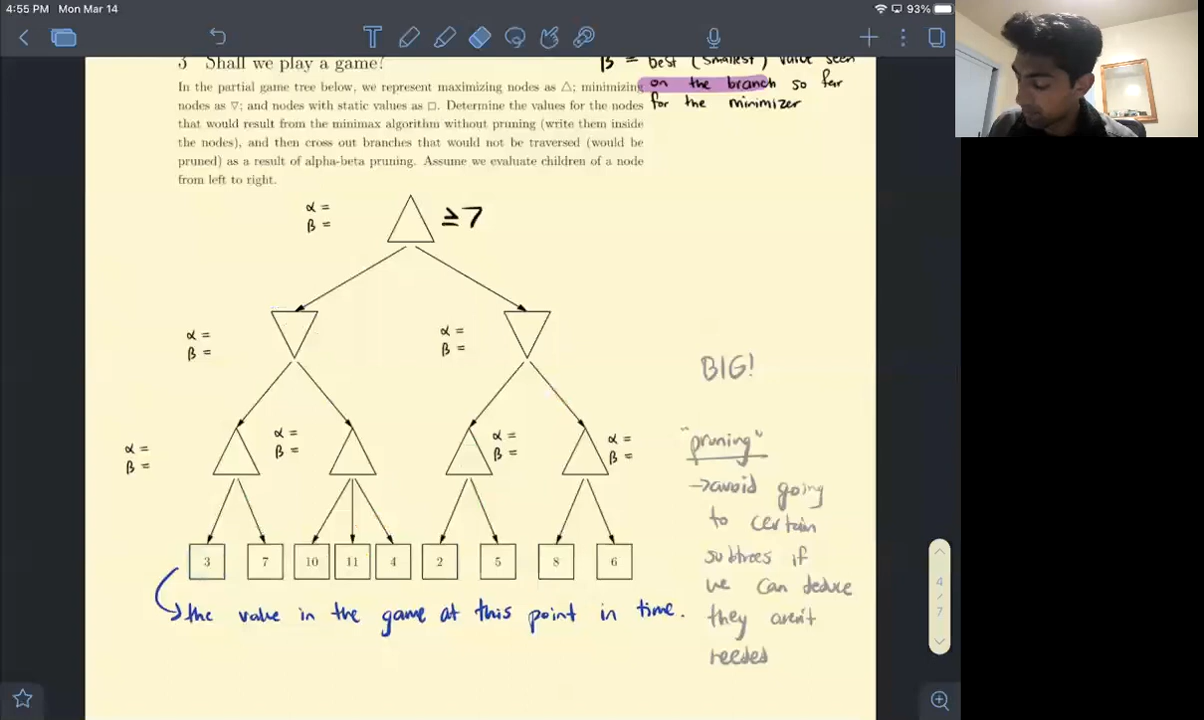 4:55 PM Mon Mar 14
93%
T
3 Shall we play a game?
β = best (smallest) value seen
on the branch so far
for the minimizer
In the partial game tree below, we represent maximizing nodes as △; minimizing
nodes as ▽; and nodes with static values as □. Determine the values for the nodes
that would result from the minimax algorithm without pruning (write them inside
the nodes), and then cross out branches that would not be traversed (would be
pruned) as a result of alpha-beta pruning. Assume we evaluate children of a node
from left to right.
α =
β =
≥7
α =
β =
α =
β =
BIG!
α =
β =
α =
β =
α =
β =
α =
β =
"pruning"
→avoid going
to certain
subtrees if
we can deduce
they aren't
needed
3 7 10 11 4 2 5 8 6
the value in the game at this point in time.
4
/
7